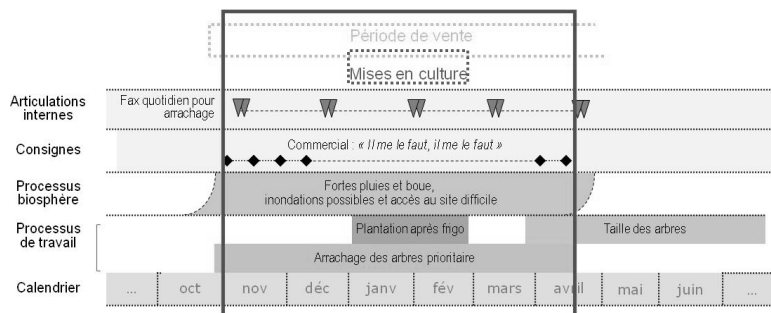 Période de vente
Mises en culture
Articulations internes
Fax quotidien pour arrachage
Consignes
Commercial : « Il me le faut, il me le faut »
Processus biosphère
Fortes pluies et boue,
inondations possibles et accès au site difficile
Processus de travail
Plantation après frigo
Taille des arbres
Arrachage des arbres prioritaire
Calendrier
... oct nov déc janv fév mars avril mai juin ...